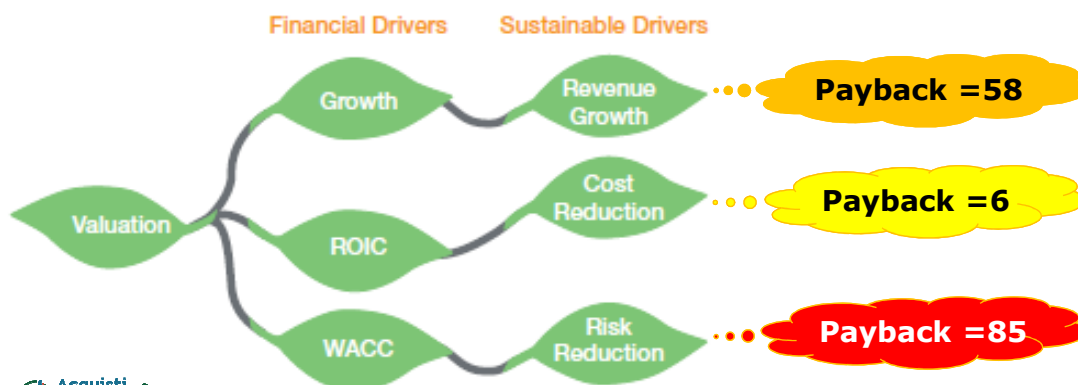 Financial Drivers
Sustainable Drivers
Growth
Revenue
Growth
Payback =58
Valuation
ROIC
Cost
Reduction
Payback =6
WACC
Risk
Reduction
Payback =85
Acquisti